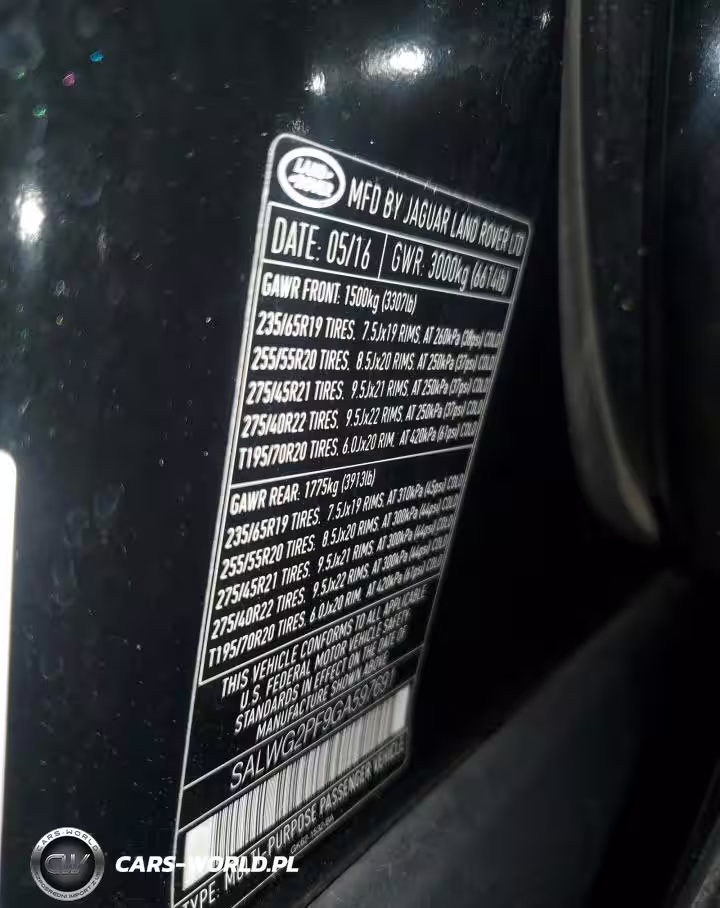 LAND ROVER
MFD BY JAGUAR LAND ROVER LTD
DATE: 05/16 GWR: 3000kg (6614lb)
GAWR FRONT: 1500kg (3307lb)
235/65R19 TIRES, 7.5Jx19 RIMS, AT 260kPa (38psi) COLD
255/55R20 TIRES, 8.5Jx20 RIMS, AT 250kPa (37psi) COLD
275/45R21 TIRES, 9.5Jx21 RIMS, AT 250kPa (37psi) COLD
275/40R22 TIRES, 9.5Jx22 RIMS, AT 250kPa (37psi) COLD
T195/70R20 TIRES, 6.0Jx20 RIM, AT 420kPa (61psi) COLD
GAWR REAR: 1775kg (3913lb)
235/65R19 TIRES, 7.5Jx19 RIMS, AT 310kPa (45psi) COLD
255/55R20 TIRES, 8.5Jx20 RIMS, AT 300kPa (44psi) COLD
275/45R21 TIRES, 9.5Jx21 RIMS, AT 300kPa (44psi) COLD
275/40R22 TIRES, 9.5Jx22 RIMS, AT 300kPa (44psi) COLD
T195/70R20 TIRES, 6.0Jx20 RIM, AT 420kPa (61psi) COLD
THIS VEHICLE CONFORMS TO ALL APPLICABLE
U.S. FEDERAL MOTOR VEHICLE SAFETY
STANDARDS IN EFFECT ON THE DATE OF
MANUFACTURE SHOWN ABOVE
SALWG2PF9GA597691
TYPE: MULTI-PURPOSE PASSENGER VEHICLE
CARS-WORLD
CW
CARS-WORLD.PL